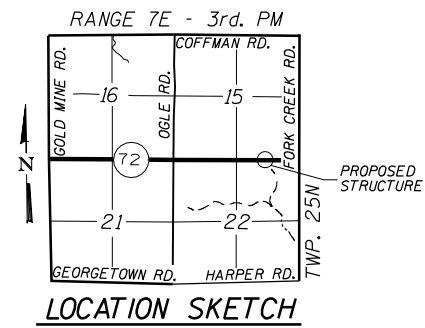 RANGE 7E - 3rd. PM
COFFMAN RD.
GOLD MINE RD.
OGLE RD.
FORK CREEK RD.
16
15
N
72
PROPOSED
STRUCTURE
TWP. 25N
21
22
GEORGETOWN RD.
HARPER RD.
LOCATION SKETCH